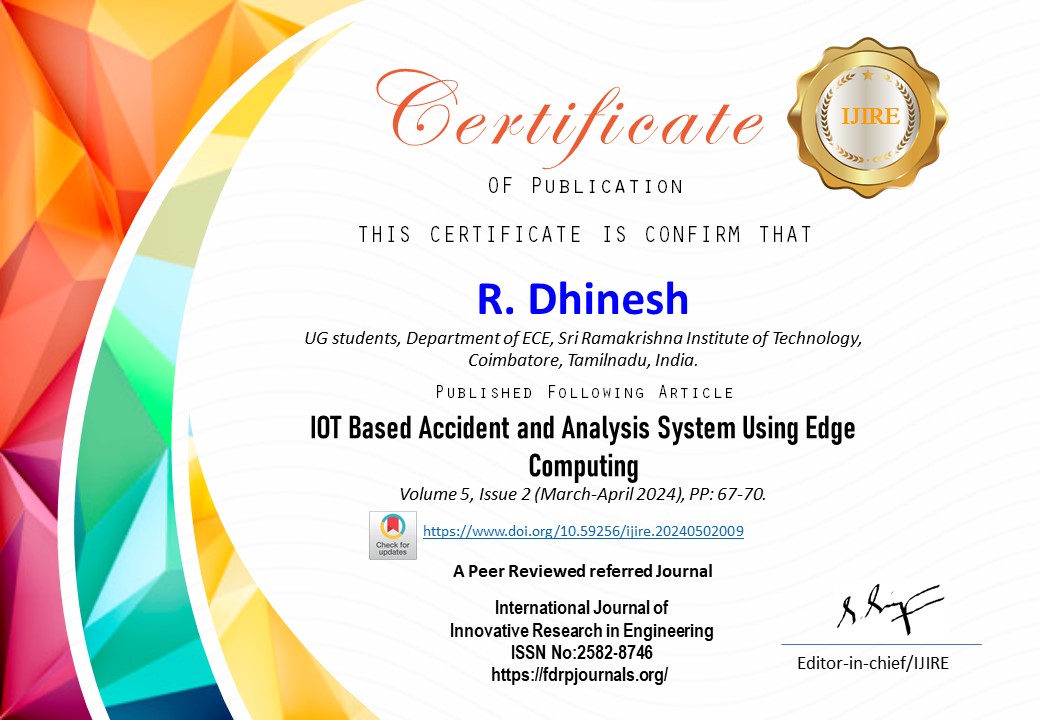 Certificate
IJIRE
OF PUBLICATION
THIS CERTIFICATE IS CONFIRM THAT
R. Dhinesh
UG students, Department of ECE, Sri Ramakrishna Institute of Technology,
Coimbatore, Tamilnadu, India.
PUBLISHED FOLLOWING ARTICLE
IOT Based Accident and Analysis System Using Edge
Computing
Volume 5, Issue 2 (March-April 2024), PP: 67-70.
Check for
updates
https://www.doi.org/10.59256/ijire.20240502009
A Peer Reviewed referred Journal
International Journal of
Innovative Research in Engineering
ISSN No:2582-8746
https://fdrpjournals.org/
Editor-in-chief/IJIRE